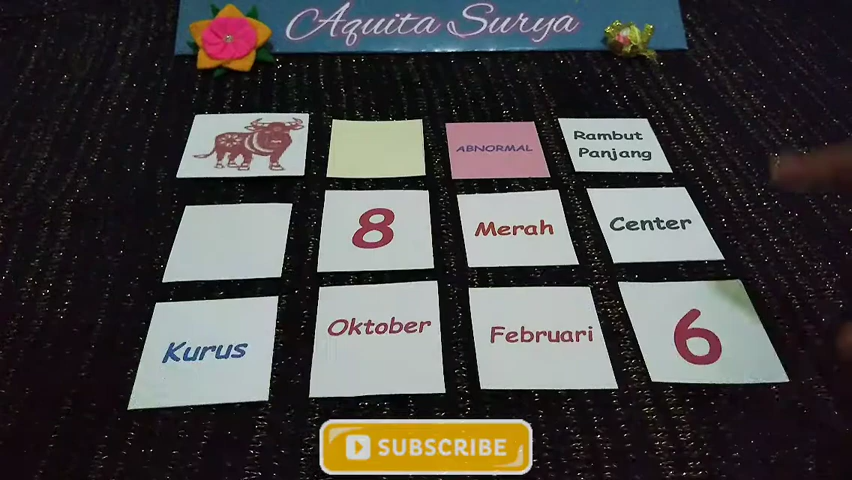 Aquita Surya
ABNORMAL
Rambut
Panjang
8
Merah
Center
Kurus
Oktober
Februari
6
SUBSCRIBE